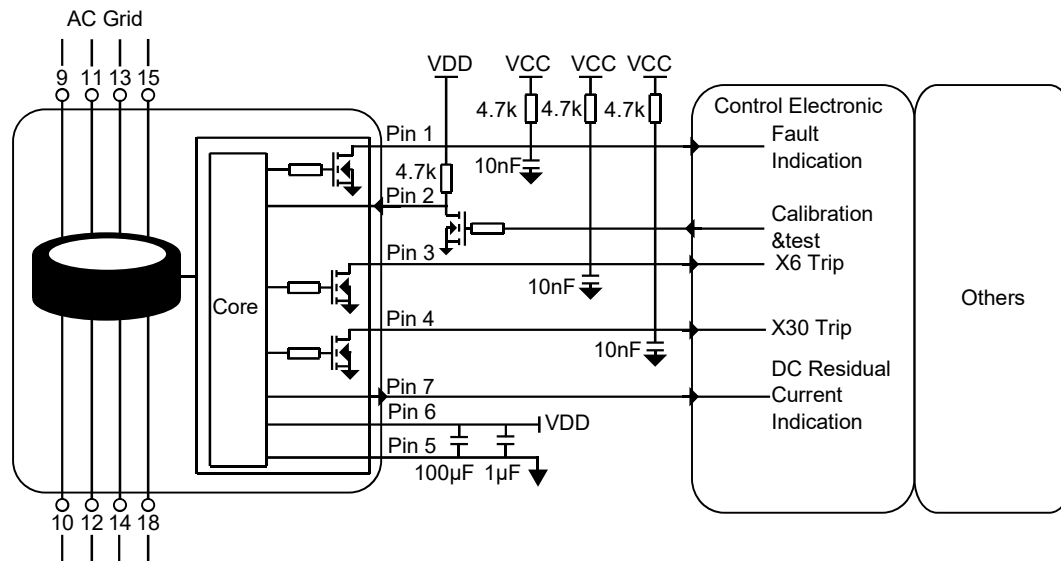 AC Grid
9 11 13 15
VDD VCC VCC VCC
4.7k 4.7k 4.7k
Control Electronic
Pin 1
Fault
Indication
10nF
4.7k
Pin 2
Calibration
&test
Pin 3
X6 Trip
10nF
Core
Others
Pin 4
X30 Trip
10nF
DC Residual
Current
Indication
Pin 7
Pin 6
VDD
Pin 5
100µF 1µF
10 12 14 18